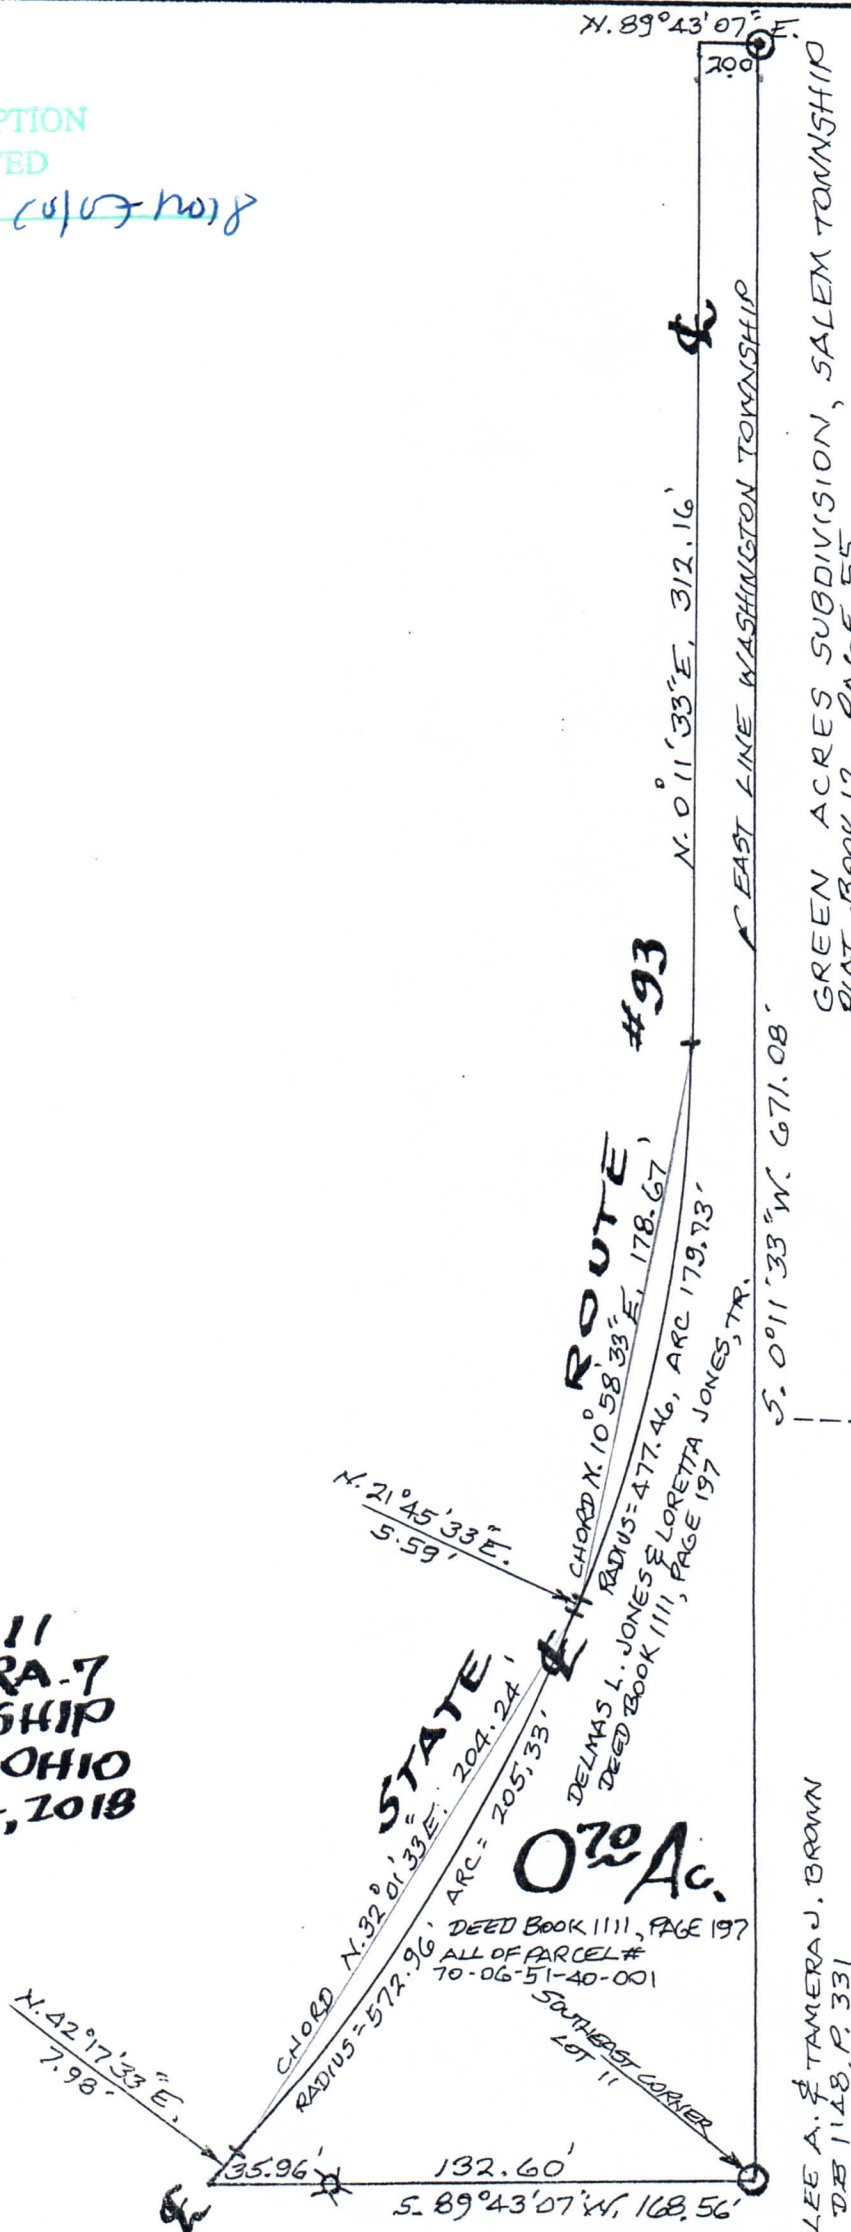 N. 89°43'07" E.
20.0
PTION
ED
℄
EAST LINE WASHINGTON TOWNSHIP
GREEN ACRES SUBDIVISION, SALEM TOWNSHIP
N. 0°11'33" E. 312.16'
#93
ROUTE
STATE
S. 0°11'33" W. 671.08'
CHORD N. 10°58'33" E. 178.67'
RADIUS=477.46, ARC 179.73'
DELMAS L. JONES & LORETTA JONES, TR.
DEED BOOK 1111, PAGE 197
N. 21°45'33" E.
5.59'
℄
11
RA-7
SHIP
OHIO
, 2018
CHORD N. 32°01'33" E. 204.24'
RADIUS=572.96' ARC= 205.33'
0.70 Ac.
DEED BOOK 1111, PAGE 197
ALL OF PARCEL #
70-06-51-40-001
SOUTHEAST CORNER
LOT 11
N. 42°17'33" E.
7.98'
35.96'
132.60'
S. 89°43'07" W. 168.56'
℄
LEE A. & TAMERA J. BROWN
DB 1148, P. 331